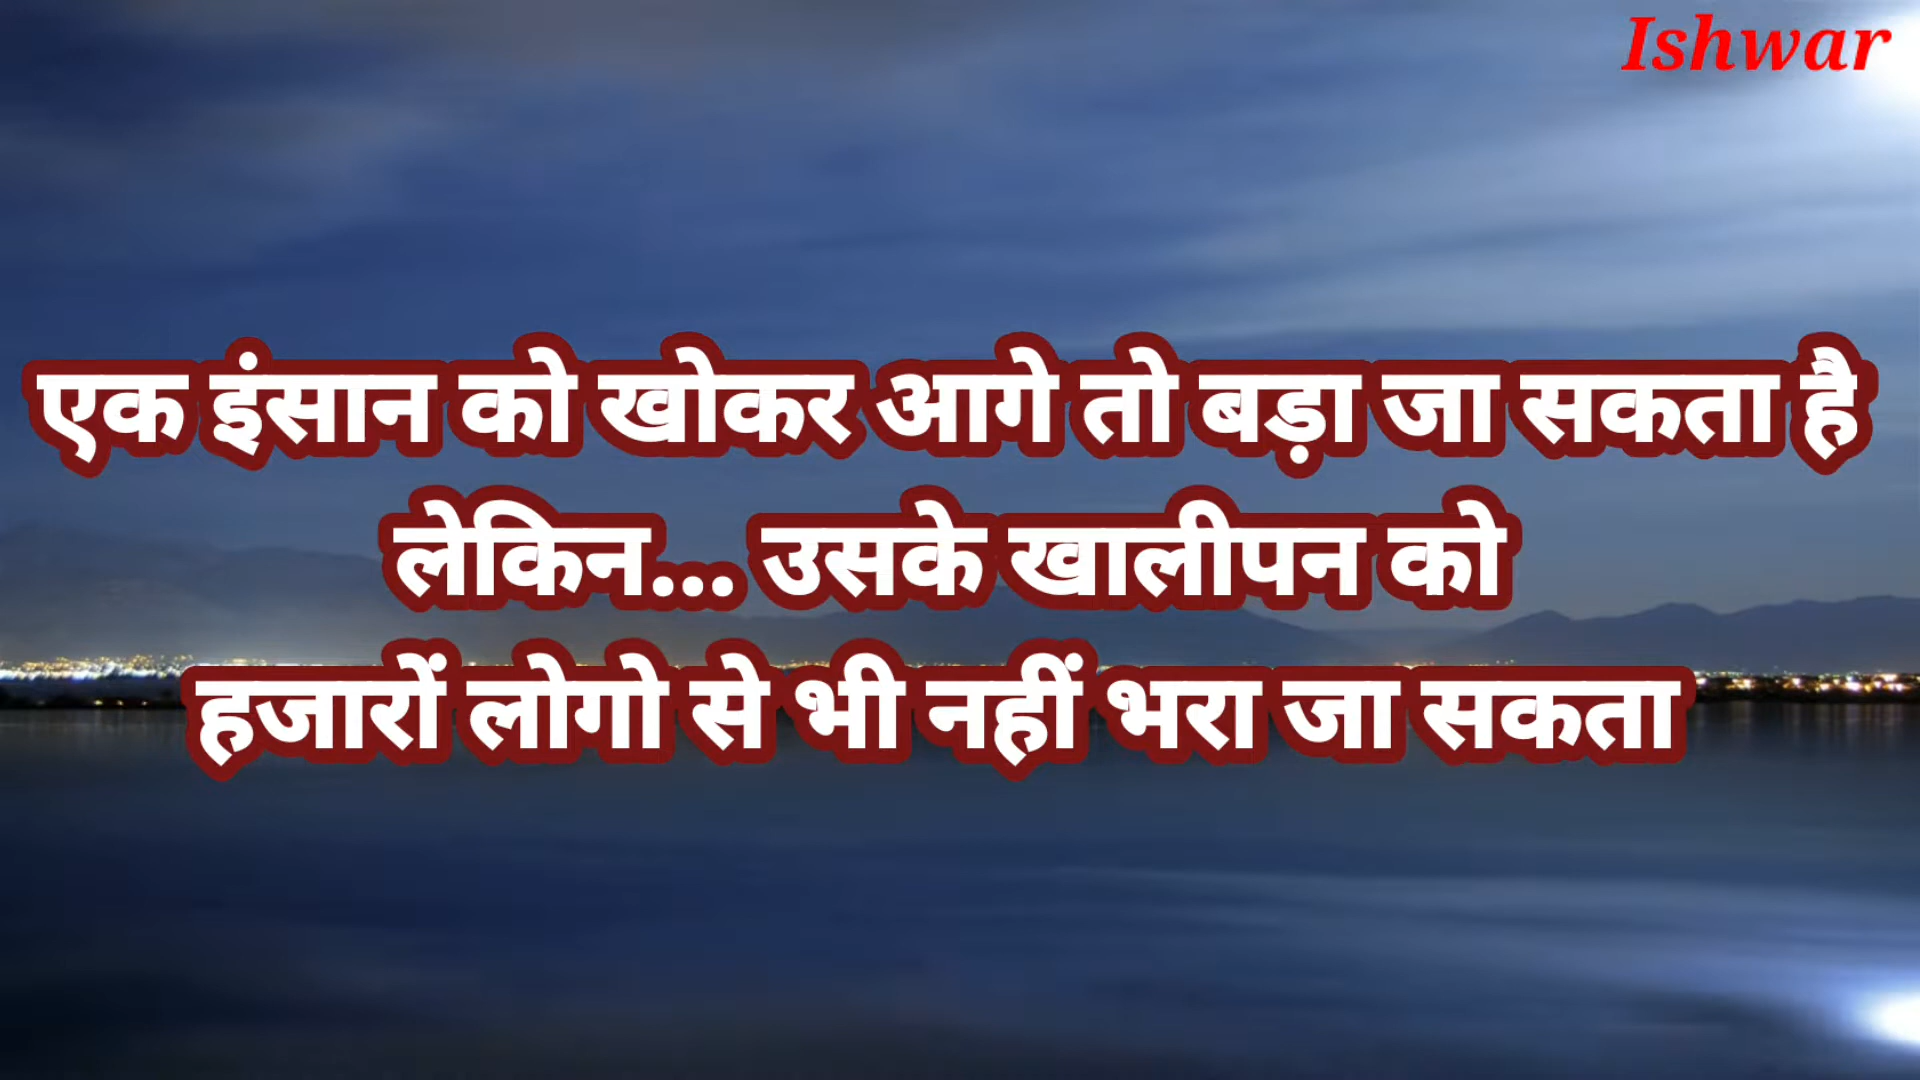 Ishwar
एक इंसान को खोकर आगे तो बड़ा जा सकता है
लेकिन... उसके खालीपन को
हजारों लोगो से भी नहीं भरा जा सकता